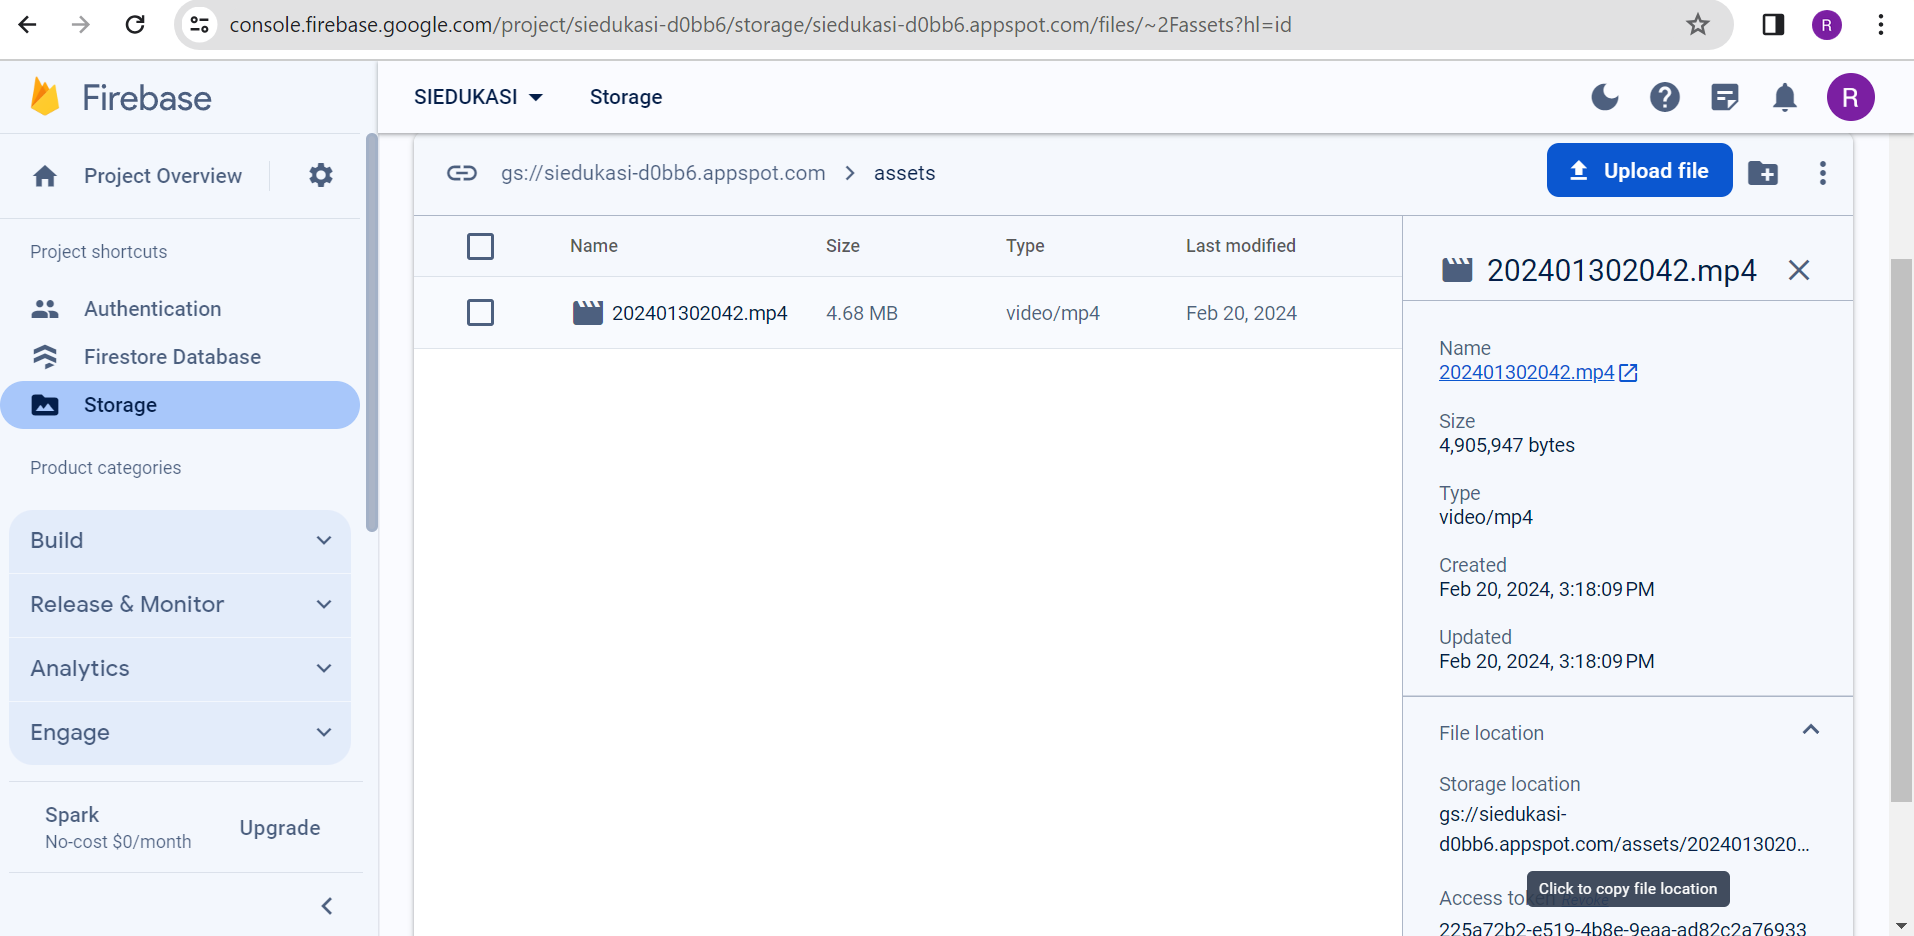 console.firebase.google.com/project/siedukasi-d0bb6/storage/siedukasi-d0bb6.appspot.com/files/~2Fassets?hl=id
R
Firebase
SIEDUKASI
Storage
R
Project Overview
gs://siedukasi-d0bb6.appspot.com
assets
Upload file
Project shortcuts
Authentication
Firestore Database
Storage
Product categories
Build
Release & Monitor
Analytics
Engage
Spark
No-cost $0/month
Upgrade
Name Size Type Last modified
202401302042.mp4 4.68 MB video/mp4 Feb 20, 2024
202401302042.mp4
Name
202401302042.mp4
Size
4,905,947 bytes
Type
video/mp4
Created
Feb 20, 2024, 3:18:09 PM
Updated
Feb 20, 2024, 3:18:09 PM
File location
Storage location
gs://siedukasi-
d0bb6.appspot.com/assets/2024013020...
Click to copy file location
Access token Revoke
225a72b2-e519-4b8e-9eaa-ad82c2a76933